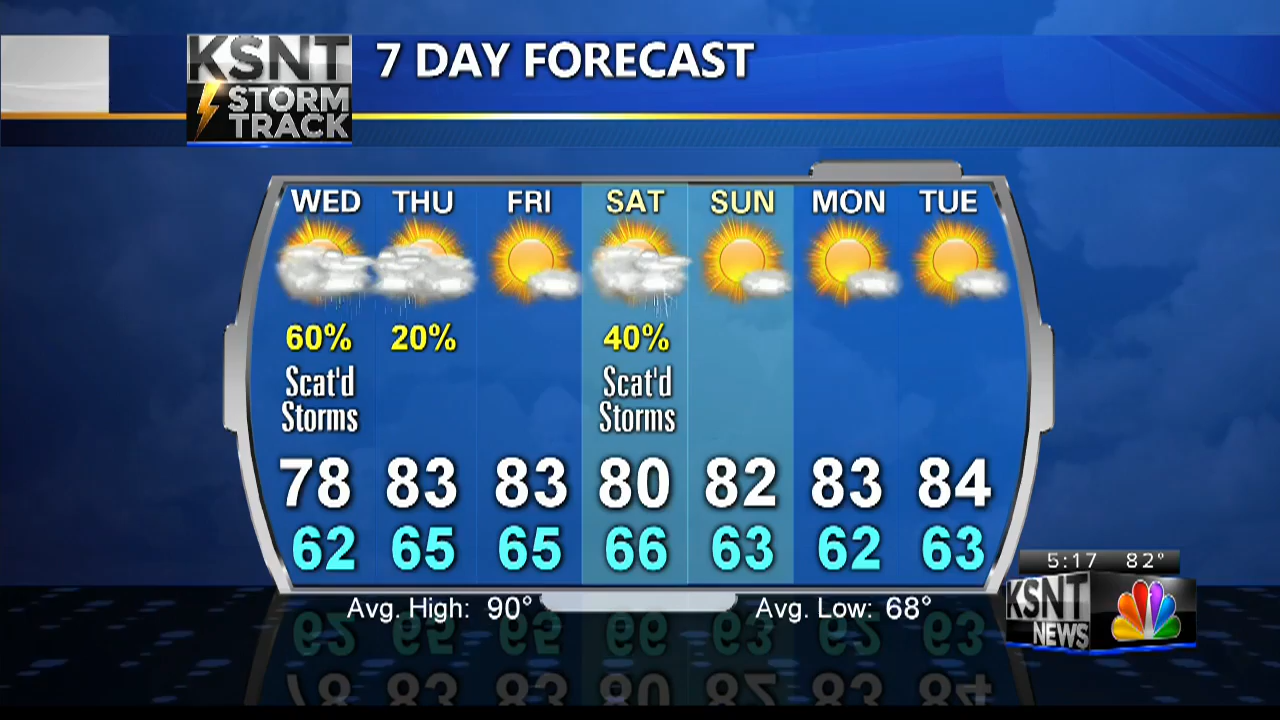 KSNT
STORM
TRACK
7 DAY FORECAST
WED THU FRI SAT SUN MON TUE
60% 20% 40%
Scat'd Scat'd
Storms Storms
78 83 83 80 82 83 84
62 65 65 66 63 62 63
Avg. High: 90° Avg. Low: 68°
5:17 82°
KSNT
NEWS